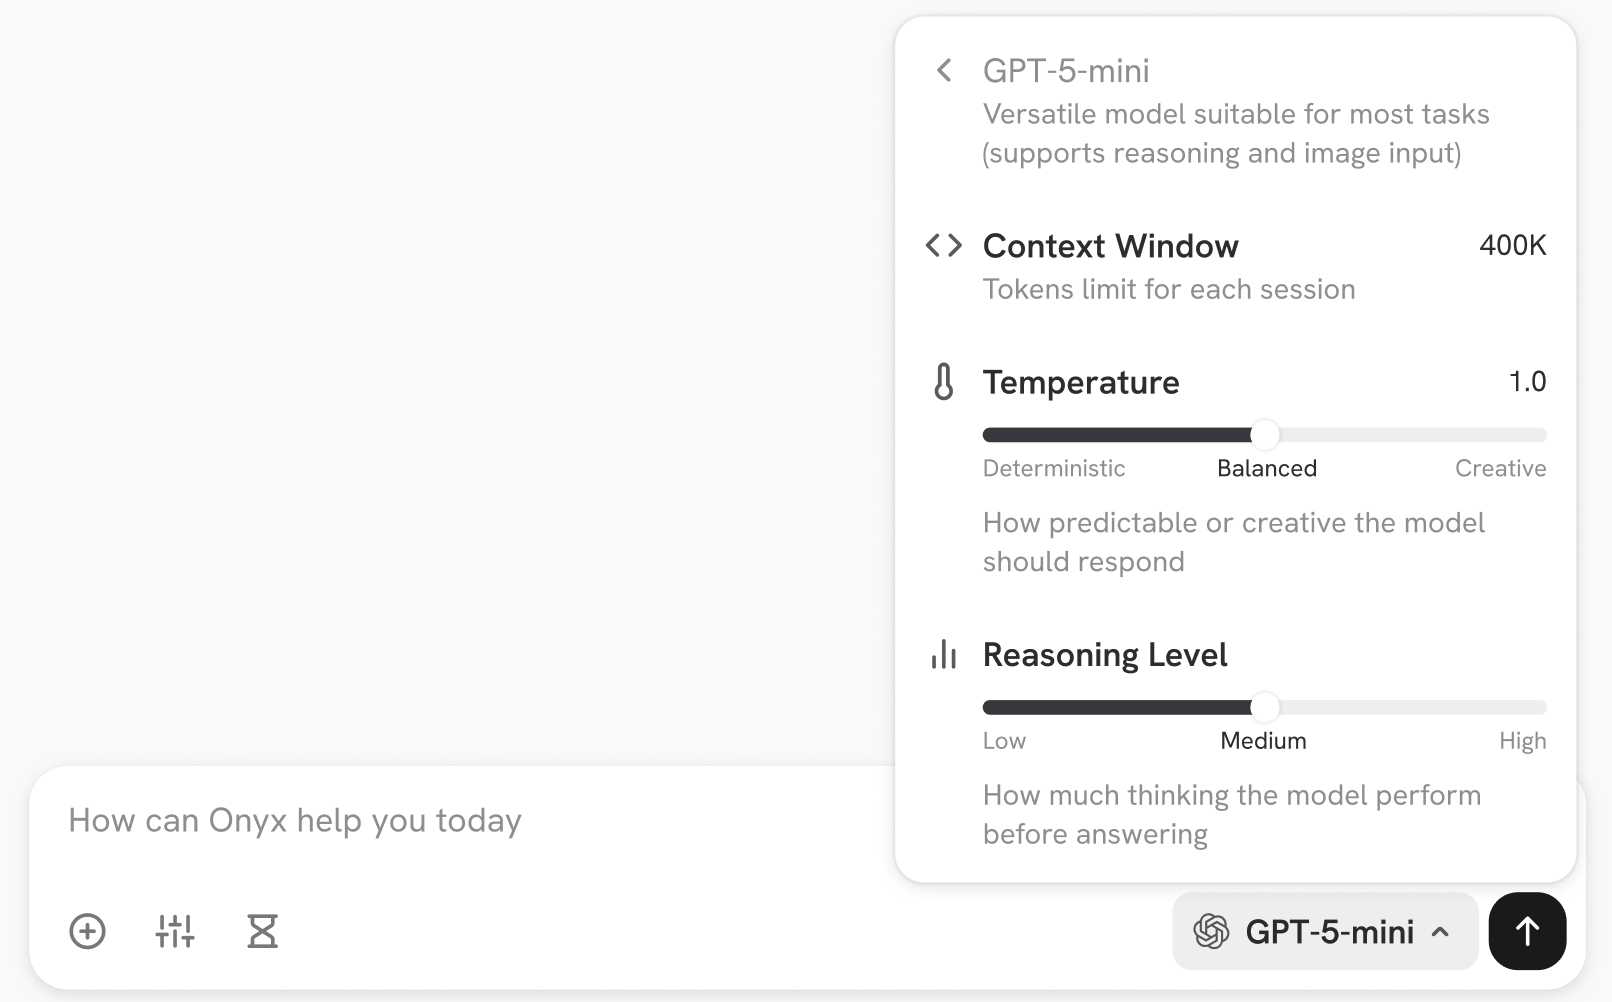 GPT-5-mini
Versatile model suitable for most tasks
(supports reasoning and image input)
Context Window 400K
Tokens limit for each session
Temperature 1.0
Deterministic Balanced Creative
How predictable or creative the model
should respond
Reasoning Level
Low Medium High
How much thinking the model perform
before answering
How can Onyx help you today
GPT-5-mini